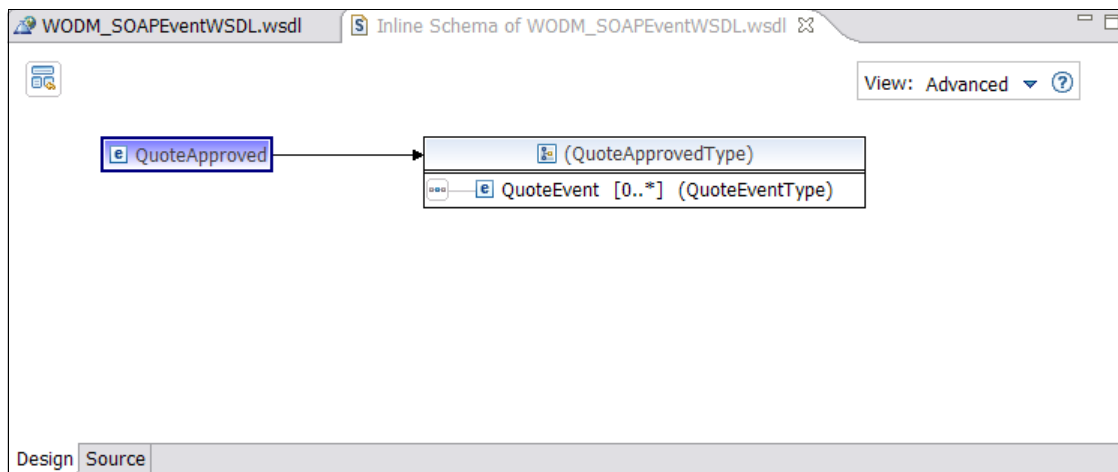 WODM_SOAPEventWSDL.wsdl
Inline Schema of WODM_SOAPEventWSDL.wsdl
View: Advanced
e QuoteApproved
(QuoteApprovedType)
e QuoteEvent [0..*] (QuoteEventType)
Design Source